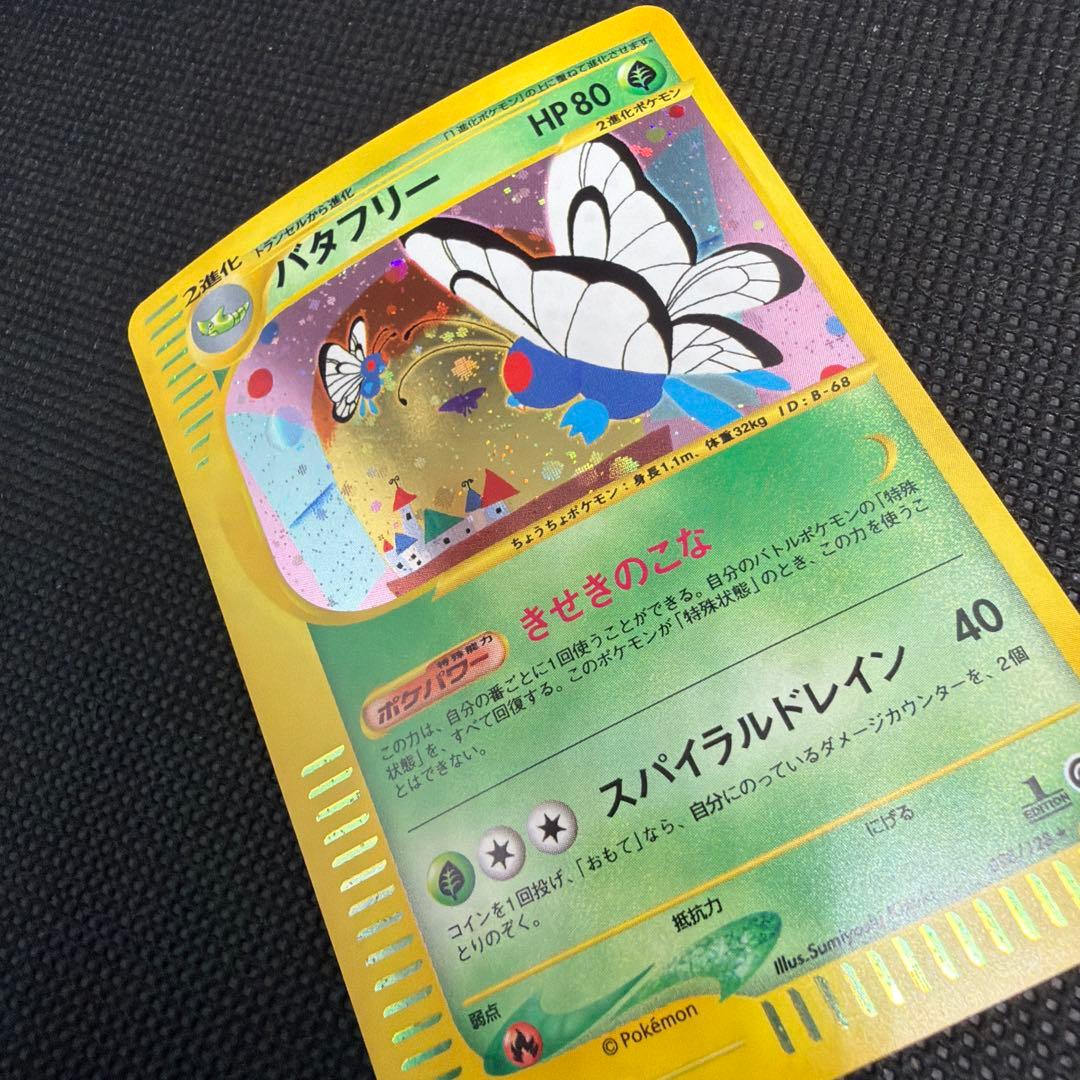 2進化 トランセルから進化 「1進化ポケモン」の上に重ねて進化させます。
バタフリー HP80
2進化ポケモン
ちょうちょポケモン：身長1.1m、体重32kg ID:B-68
特殊能力
ポケパワー きせきのこな
この力は、自分の番ごとに1回使うことができる。自分のバトルポケモンの「特殊
状態」を、すべて回復する。このポケモンが「特殊状態」のとき、この力を使うこ
とはできない。
スパイラルドレイン 40
コインを1回投げ、「おもて」なら、自分にのっているダメージカウンターを、2個
とりのぞく。
弱点 抵抗力 にげる
1
EDITION
/128 ★
Illus.Sumiyoshi
©Pokémon